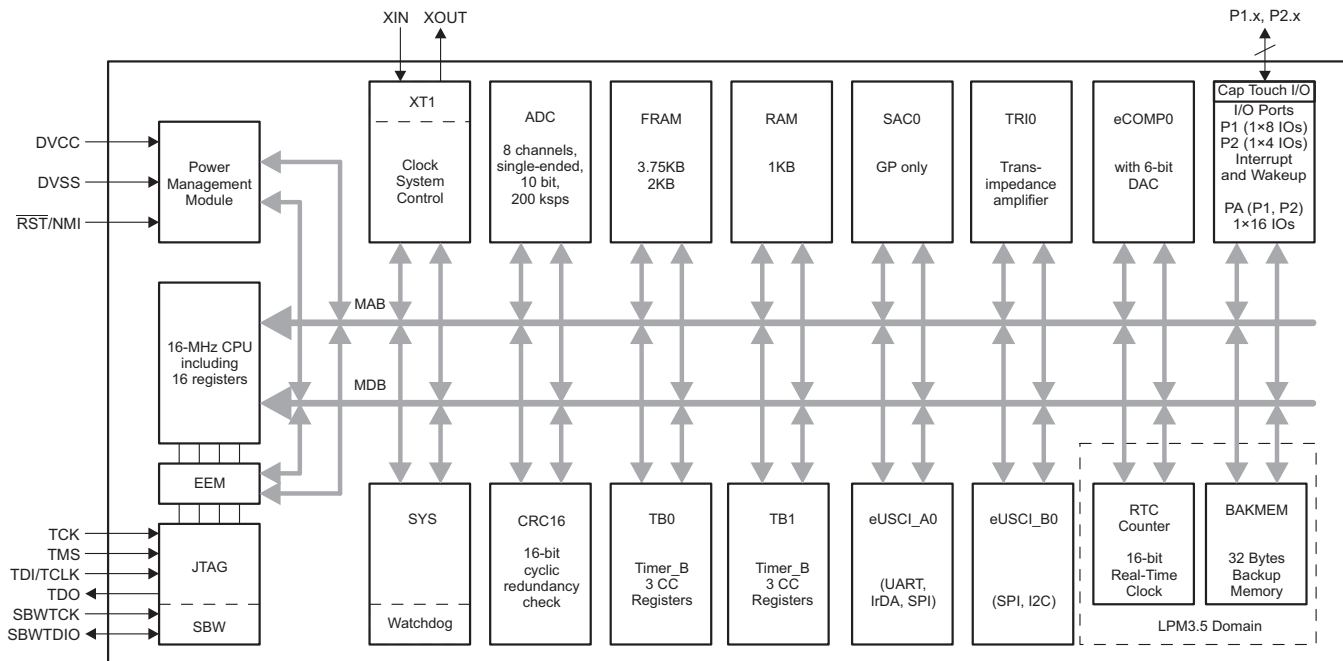 XIN XOUT
P1.x, P2.x
DVCC
DVSS
RST/NMI
Power
Management
Module
XT1
Clock
System
Control
ADC
8 channels,
single-ended,
10 bit,
200 ksps
FRAM
3.75KB
2KB
RAM
1KB
SAC0
GP only
TRI0
Trans-
impedance
amplifier
eCOMP0
with 6-bit
DAC
Cap Touch I/O
I/O Ports
P1 (1×8 IOs)
P2 (1×4 IOs)
Interrupt
and Wakeup
PA (P1, P2)
1×16 IOs
MAB
16-MHz CPU
including
16 registers
MDB
EEM
TCK
TMS
TDI/TCLK
TDO
SBWTCK
SBWTDIO
JTAG
SBW
SYS
Watchdog
CRC16
16-bit
cyclic
redundancy
check
TB0
Timer_B
3 CC
Registers
TB1
Timer_B
3 CC
Registers
eUSCI_A0
(UART,
IrDA, SPI)
eUSCI_B0
(SPI, I2C)
RTC
Counter
16-bit
Real-Time
Clock
BAKMEM
32 Bytes
Backup
Memory
LPM3.5 Domain